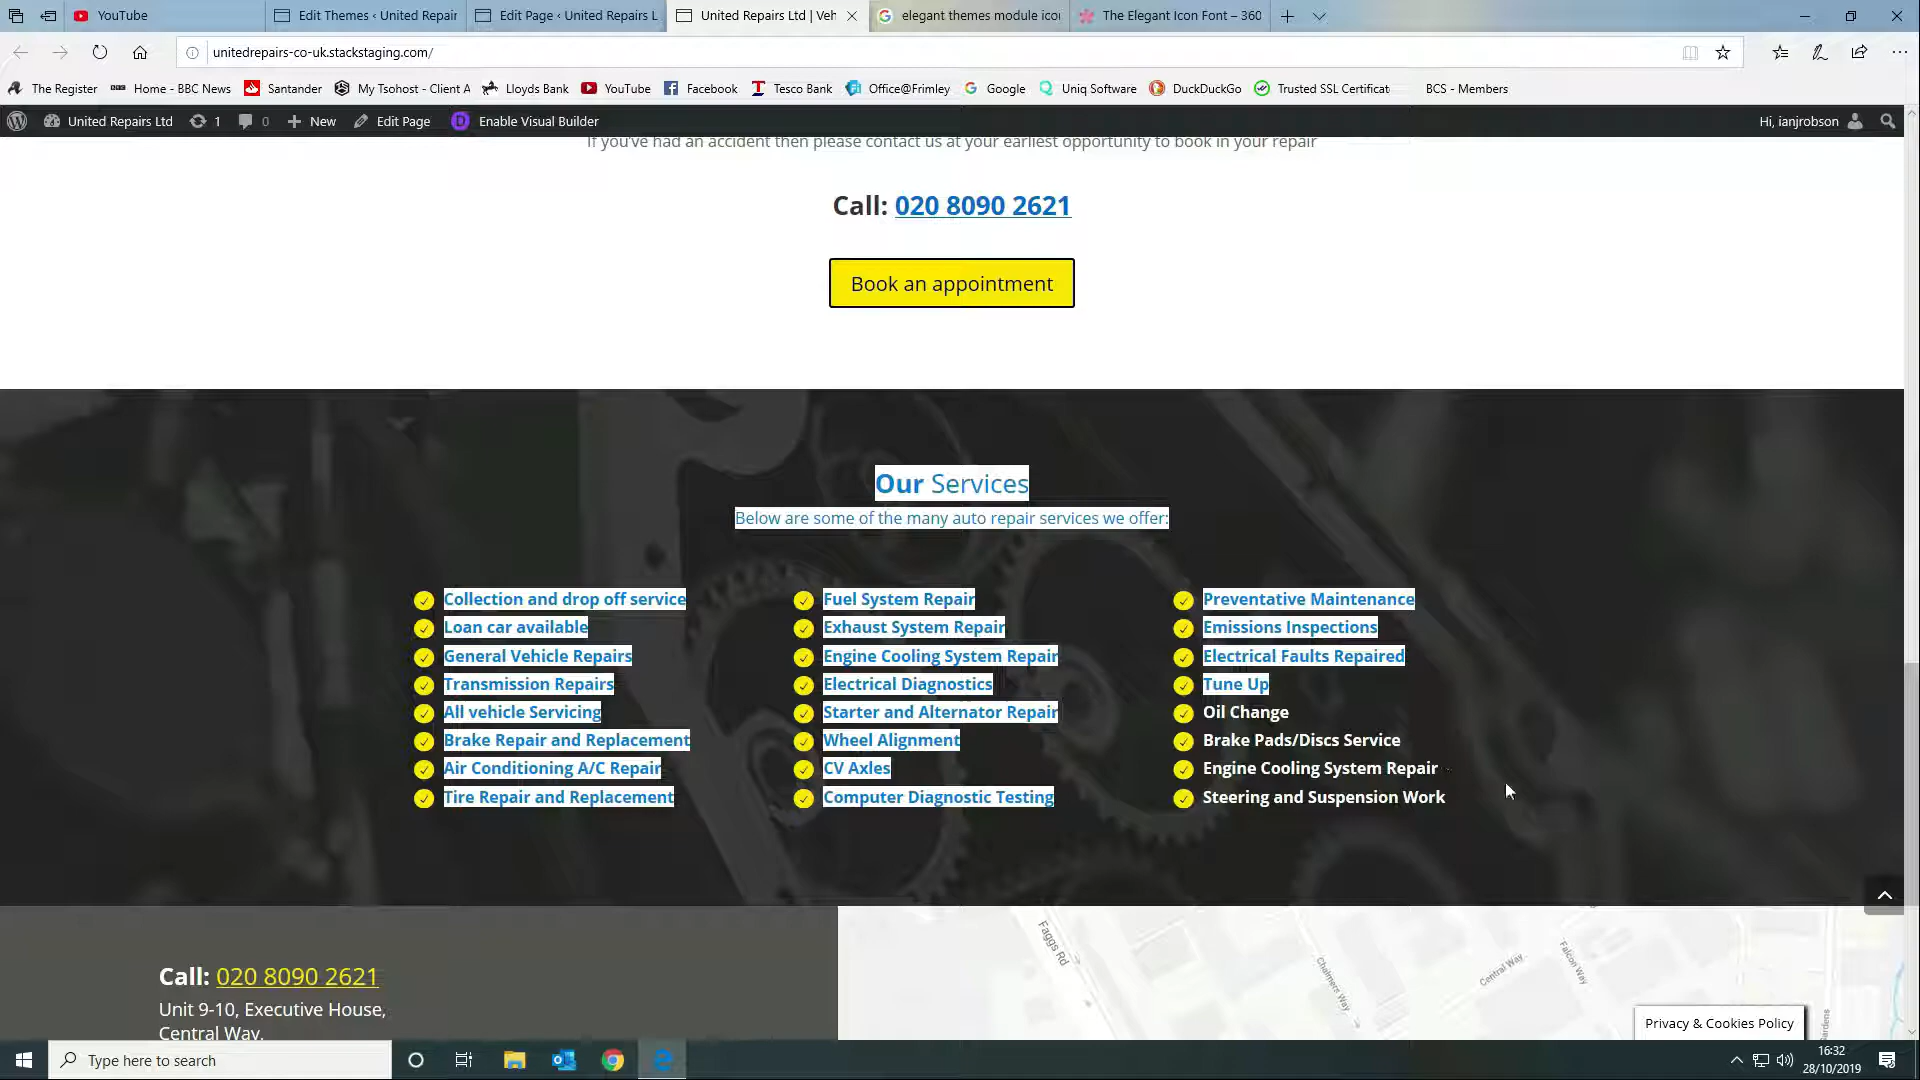 YouTube
Edit Themes ‹ United Repair
Edit Page ‹ United Repairs L
United Repairs Ltd | Veh
elegant themes module icon
The Elegant Icon Font – 360
unitedrepairs-co-uk.stackstaging.com/
The Register
Home - BBC News
Santander
My Tsohost - Client A
Lloyds Bank
YouTube
Facebook
Tesco Bank
Office@Frimley
Google
Uniq Software
DuckDuckGo
Trusted SSL Certificat
BCS - Members
United Repairs Ltd
1
0
New
Edit Page
Enable Visual Builder
Hi, ianjrobson
If you've had an accident then please contact us at your earliest opportunity to book in your repair
Call: 020 8090 2621
Book an appointment
Our Services
Below are some of the many auto repair services we offer:
Collection and drop off service
Loan car available
General Vehicle Repairs
Transmission Repairs
All vehicle Servicing
Brake Repair and Replacement
Air Conditioning A/C Repair
Tire Repair and Replacement
Fuel System Repair
Exhaust System Repair
Engine Cooling System Repair
Electrical Diagnostics
Starter and Alternator Repair
Wheel Alignment
CV Axles
Computer Diagnostic Testing
Preventative Maintenance
Emissions Inspections
Electrical Faults Repaired
Tune Up
Oil Change
Brake Pads/Discs Service
Engine Cooling System Repair
Steering and Suspension Work
Call: 020 8090 2621
Unit 9-10, Executive House,
Central Way,
Faggs Rd
Chalmers Way
Central Way
Falcon Way
Gardens
Privacy & Cookies Policy
Type here to search
16:32
28/10/2019